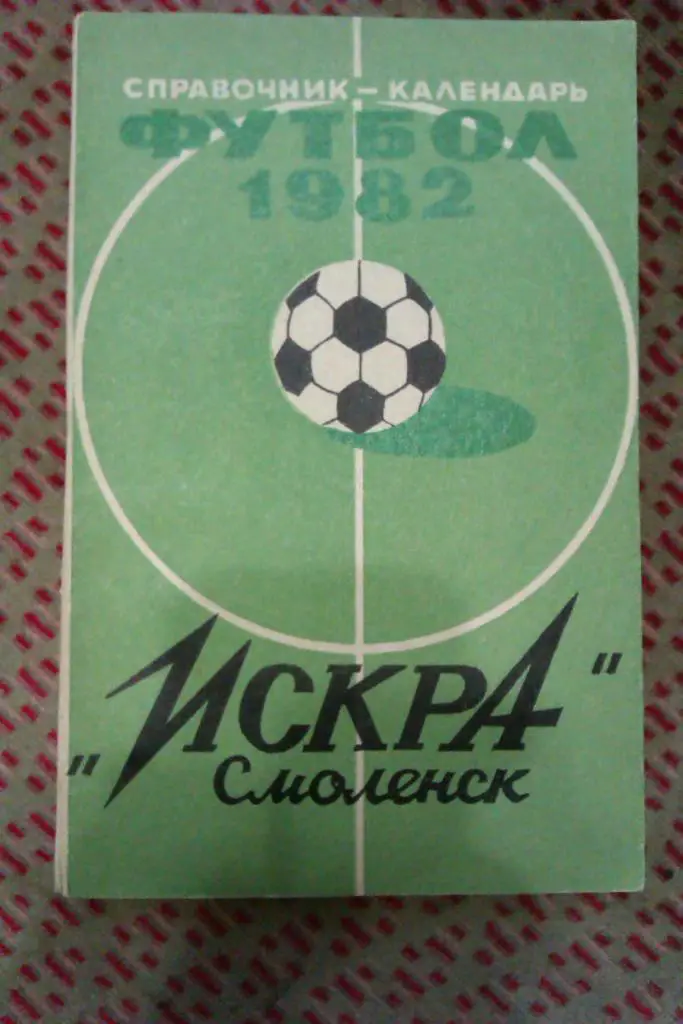 СПРАВОЧНИК – КАЛЕНДАРЬ
ФУТБОЛ
1982
"ИСКРА"
Смоленск